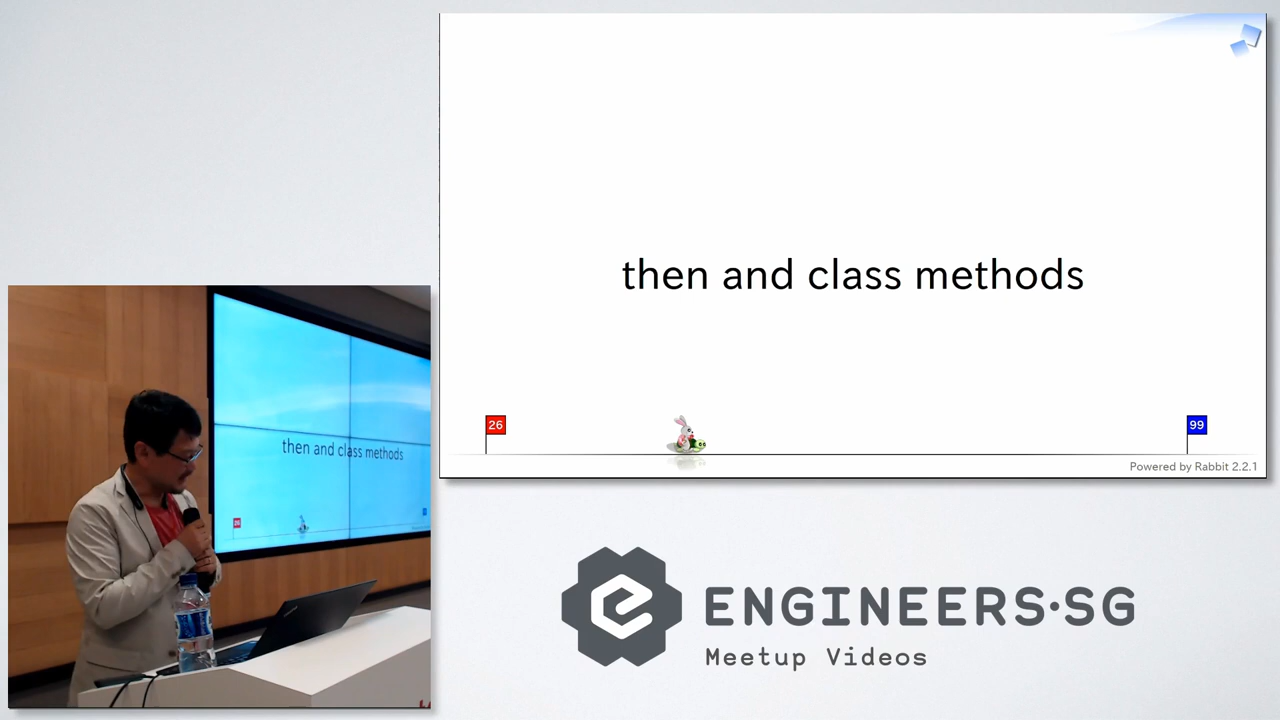 then and class methods
26
99
Powered by Rabbit 2.2.1
then and class methods
26
ENGINEERS·SG
Meetup Videos